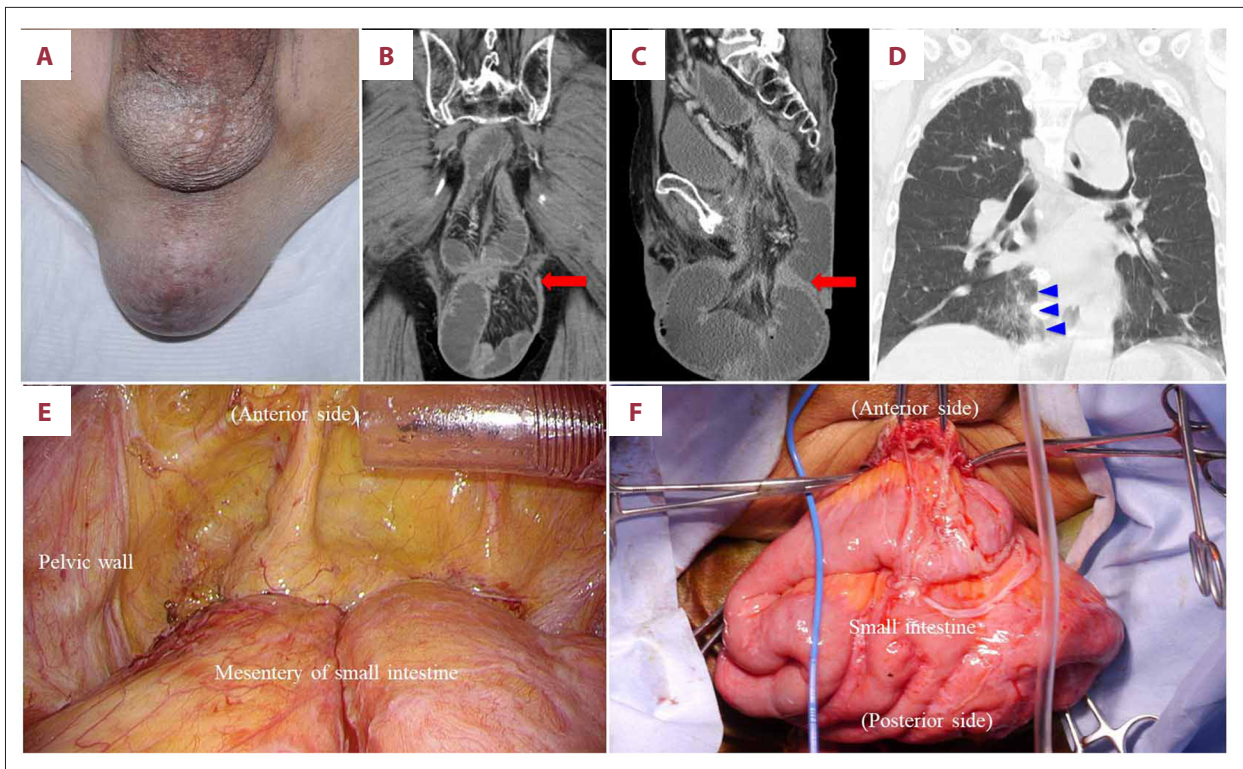 A
B
C
D
E
(Anterior side)
Pelvic wall
Mesentery of small intestine
F
(Anterior side)
Small intestine
(Posterior side)